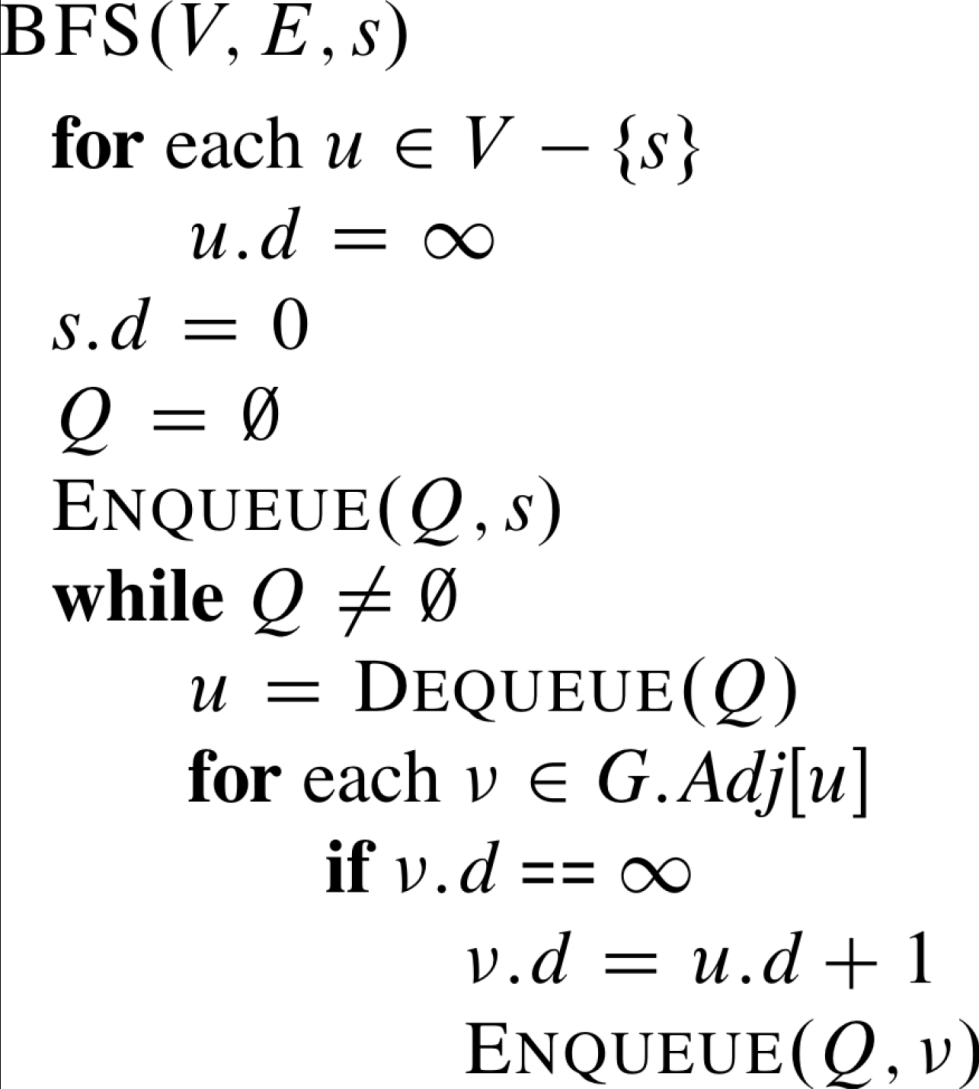 BFS(V, E, s)
for each u ∈ V − {s}
u.d = ∞
s.d = 0
Q = ∅
ENQUEUE(Q, s)
while Q ≠ ∅
u = DEQUEUE(Q)
for each v ∈ G.Adj[u]
if v.d == ∞
v.d = u.d + 1
ENQUEUE(Q, v)